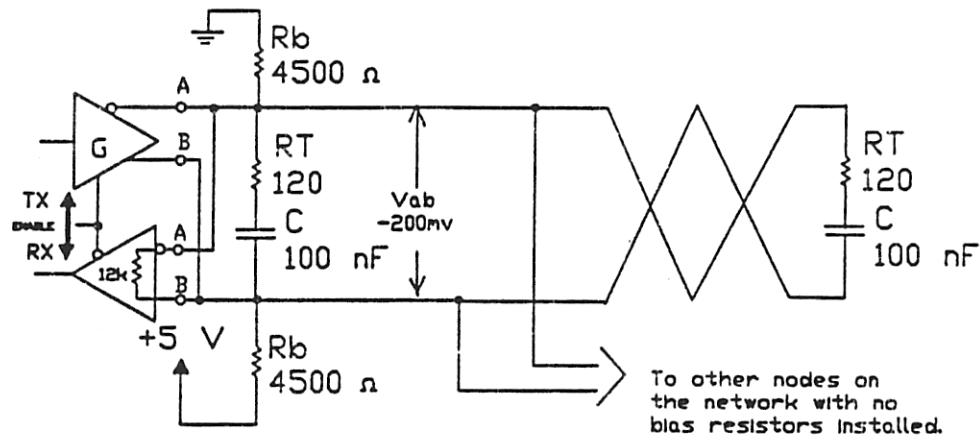 Rb
4500 Ω
A
B
G
RT
120
C
100 nF
Vab
-200mv
TX
ENABLE
RX
A
12k
B
+5 V
Rb
4500 Ω
RT
120
C
100 nF
To other nodes on
the network with no
bias resistors installed.